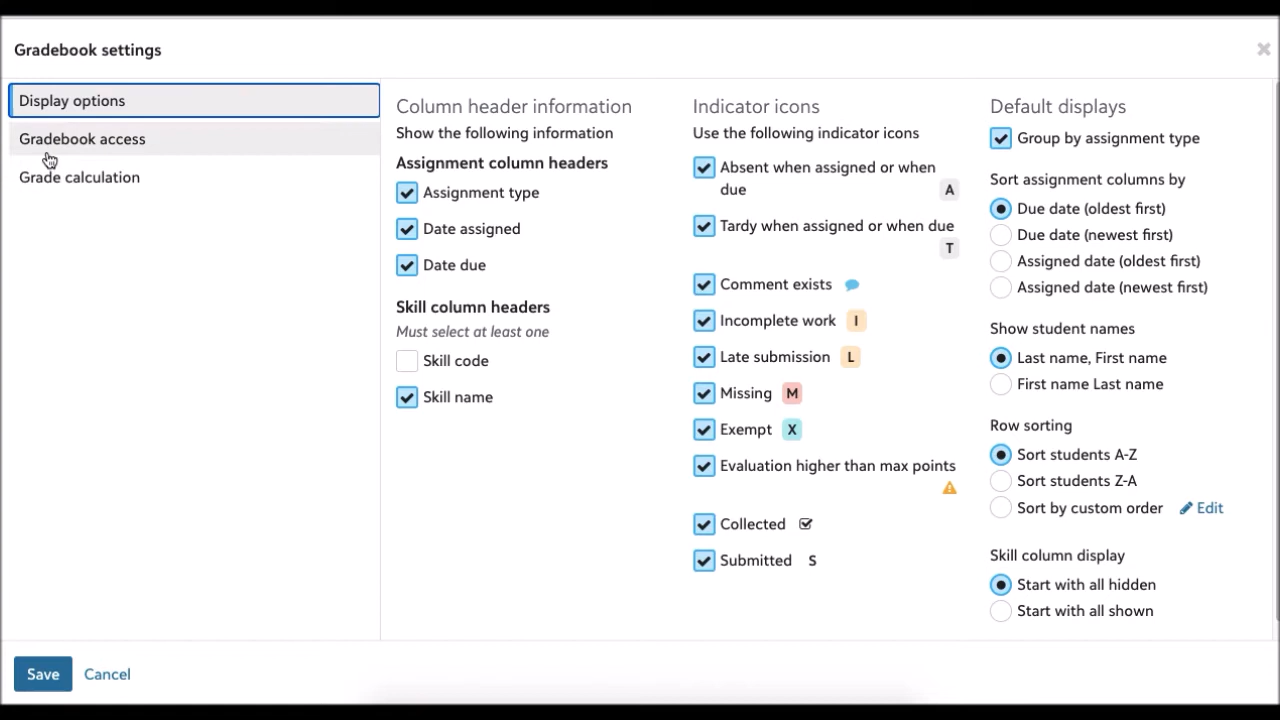 Gradebook settings
Display options
Gradebook access
Grade calculation
Column header information
Show the following information
Assignment column headers
Assignment type
Date assigned
Date due
Skill column headers
Must select at least one
Skill code
Skill name
Indicator icons
Use the following indicator icons
Absent when assigned or when
due A
Tardy when assigned or when due
T
Comment exists
Incomplete work I
Late submission L
Missing M
Exempt X
Evaluation higher than max points
Collected
Submitted S
Default displays
Group by assignment type
Sort assignment columns by
Due date (oldest first)
Due date (newest first)
Assigned date (oldest first)
Assigned date (newest first)
Show student names
Last name, First name
First name Last name
Row sorting
Sort students A-Z
Sort students Z-A
Sort by custom order Edit
Skill column display
Start with all hidden
Start with all shown
Save Cancel